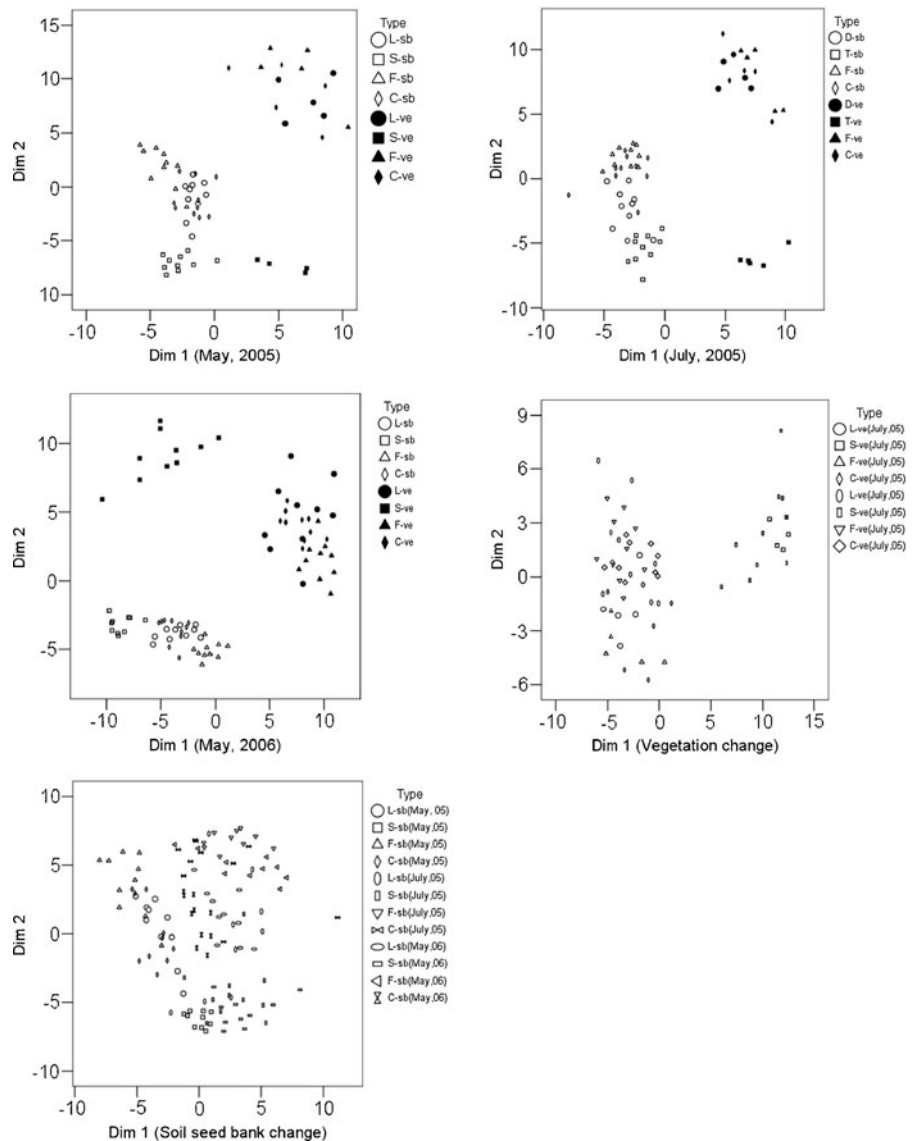 15
10
5
0
5
10
Dim 2
-10 -5 0 5 10
Dim 1 (May, 2005)
Type
L-sb
S-sb
F-sb
C-sb
L-ve
S-ve
F-ve
C-ve
10
5
0
-5
-10
Dim 2
-10 -5 0 5 10
Dim 1 (July, 2005)
Type
D-sb
T-sb
F-sb
C-sb
D-ve
T-ve
F-ve
C-ve
10
5
0
-5
Dim 2
-10 -5 0 5 10
Dim 1 (May, 2006)
Type
L-sb
S-sb
F-sb
C-sb
L-ve
S-ve
F-ve
C-ve
9
6
3
0
-3
-6
Dim 2
-10 -5 0 5 10 15
Dim 1 (Vegetation change)
Type
L-ve(July,05)
S-ve(July,05)
F-ve(July,05)
C-ve(July,05)
L-ve(July,05)
S-ve(July,05)
F-ve(July,05)
C-ve(July,05)
10
5
0
-5
-10
Dim 2
-10 -5 0 5 10
Dim 1 (Soil seed bank change)
Type
L-sb(May, 05)
S-sb(May,05)
F-sb(May,05)
C-sb(May,05)
L-sb(July,05)
S-sb(July,05)
F-sb(July,05)
C-sb(July,05)
L-sb(May,06)
S-sb(May,06)
F-sb(May,06)
C-sb(May,06)